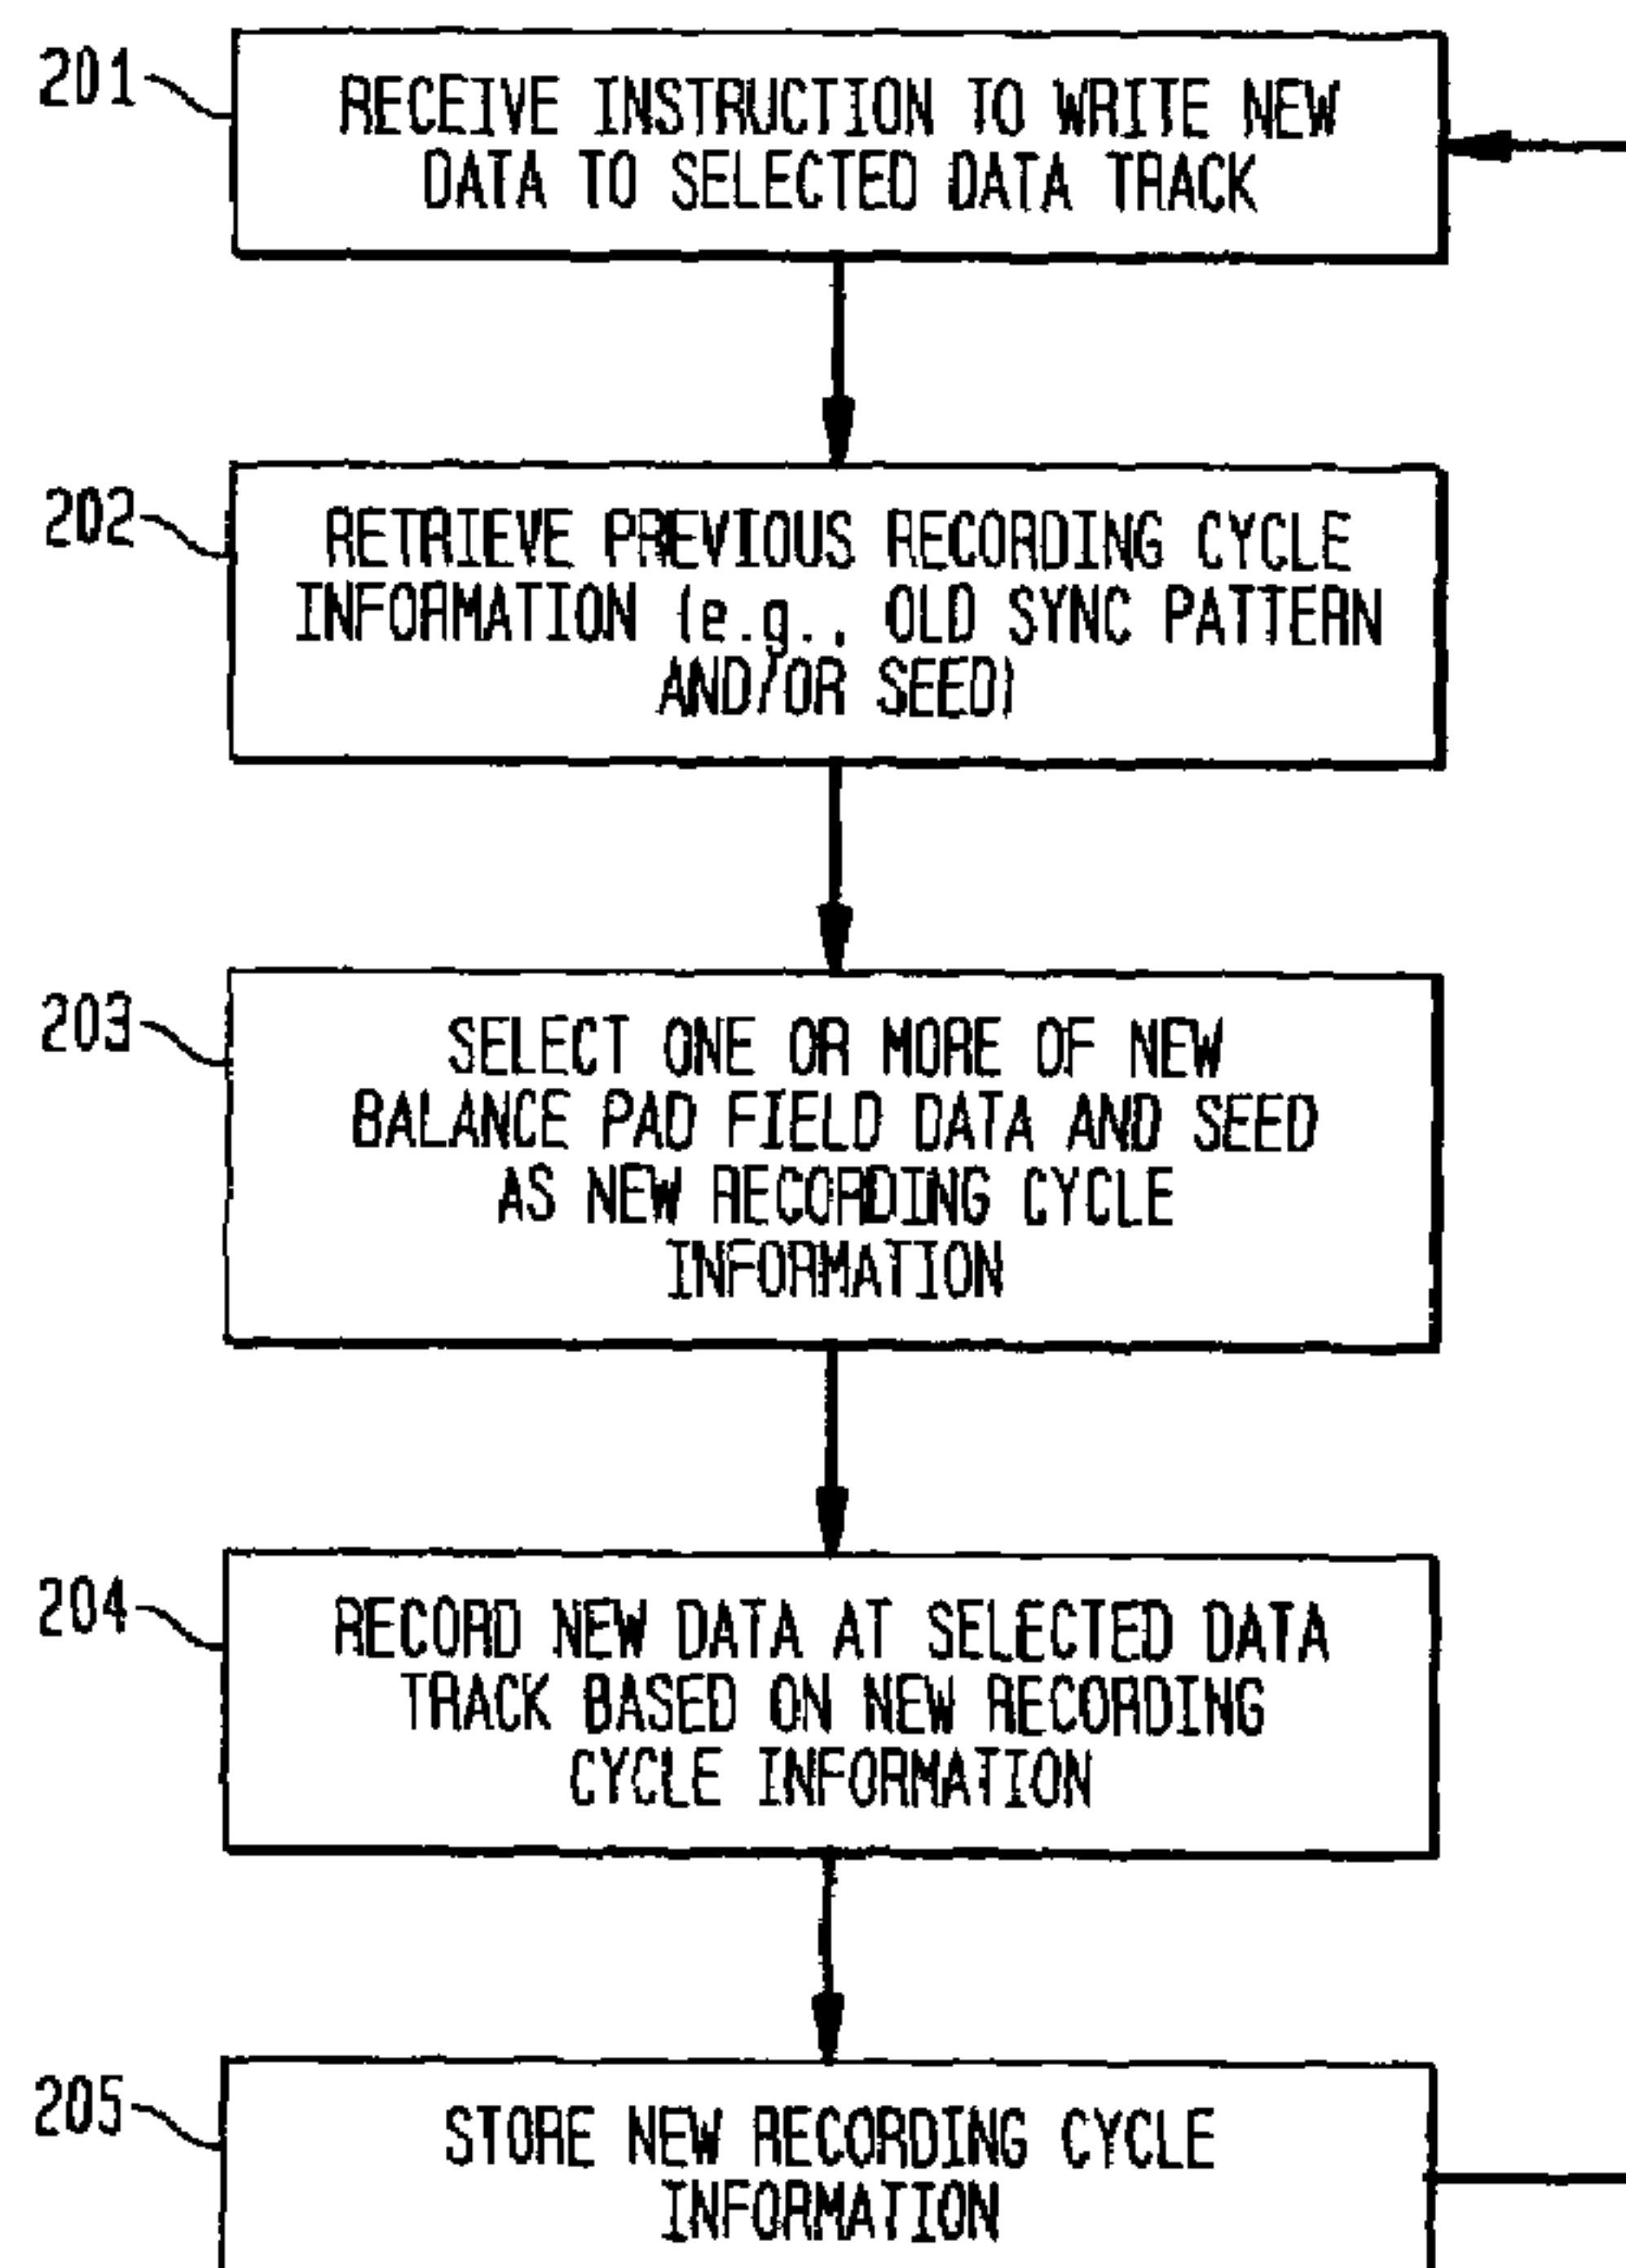 201
RECEIVE INSTRUCTION TO WRITE NEW
DATA TO SELECTED DATA TRACK
202
RETRIEVE PREVIOUS RECORDING CYCLE
INFORMATION (e.g., OLD SYNC PATTERN
AND/OR SEED)
203
SELECT ONE OR MORE OF NEW
BALANCE PAD FIELD DATA AND SEED
AS NEW RECORDING CYCLE
INFORMATION
204
RECORD NEW DATA AT SELECTED DATA
TRACK BASED ON NEW RECORDING
CYCLE INFORMATION
205
STORE NEW RECORDING CYCLE
INFORMATION